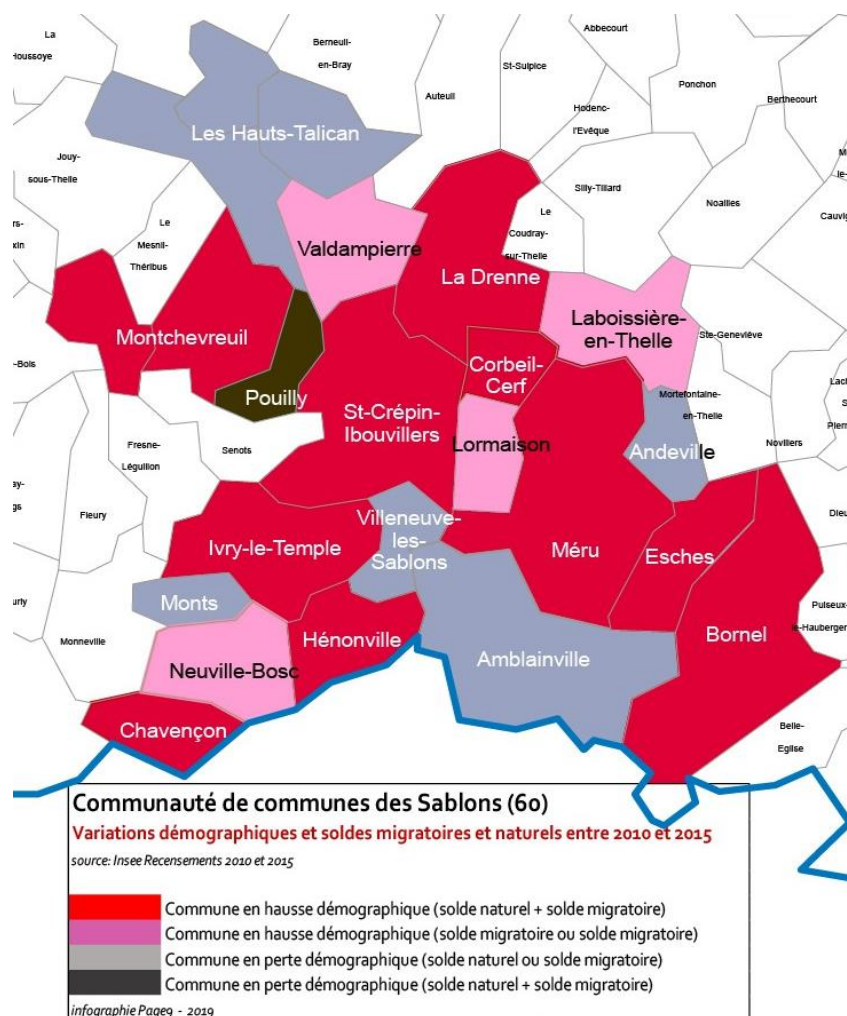 La
Houssoye
Berneuil-
en-Bray
Auteuil
St-Sulpice
Abbecourt
Ponchon
Berthecourt
Hodenc-
l'Evêque
Les Hauts-Talican
Jouy-
sous-Thelle
Silly-Tillard
Noailles
Cauvig
Le
Mesnil-
Théribus
Le
Coudray-
sur-Thelle
Valdampierre
La Drenne
Laboissière-
en-Thelle
Ste-Geneviève
Montchevreuil
Corbeil-
Cerf
-Bois
Pouilly
St-Crépin-
Ibouvillers
Mortefontaine-
en-Thelle
Novillers
Lormaison
Andeville
Fresne-
Léguillon
Senots
Fleury
Villeneuve-
les-
Sablons
Ivry-le-Temple
Méru
Esches
Monts
Hénonville
Bornel
Puiseux-
le-Hauberger
Monneville
Neuville-Bosc
Amblainville
Chavençon
Belle-
Eglise
Communauté de communes des Sablons (60)
Variations démographiques et soldes migratoires et naturels entre 2010 et 2015
source: Insee Recensements 2010 et 2015
Commune en hausse démographique (solde naturel + solde migratoire)
Commune en hausse démographique (solde migratoire ou solde migratoire)
Commune en perte démographique (solde naturel ou solde migratoire)
Commune en perte démographique (solde naturel + solde migratoire)
infographie Page9 - 2019